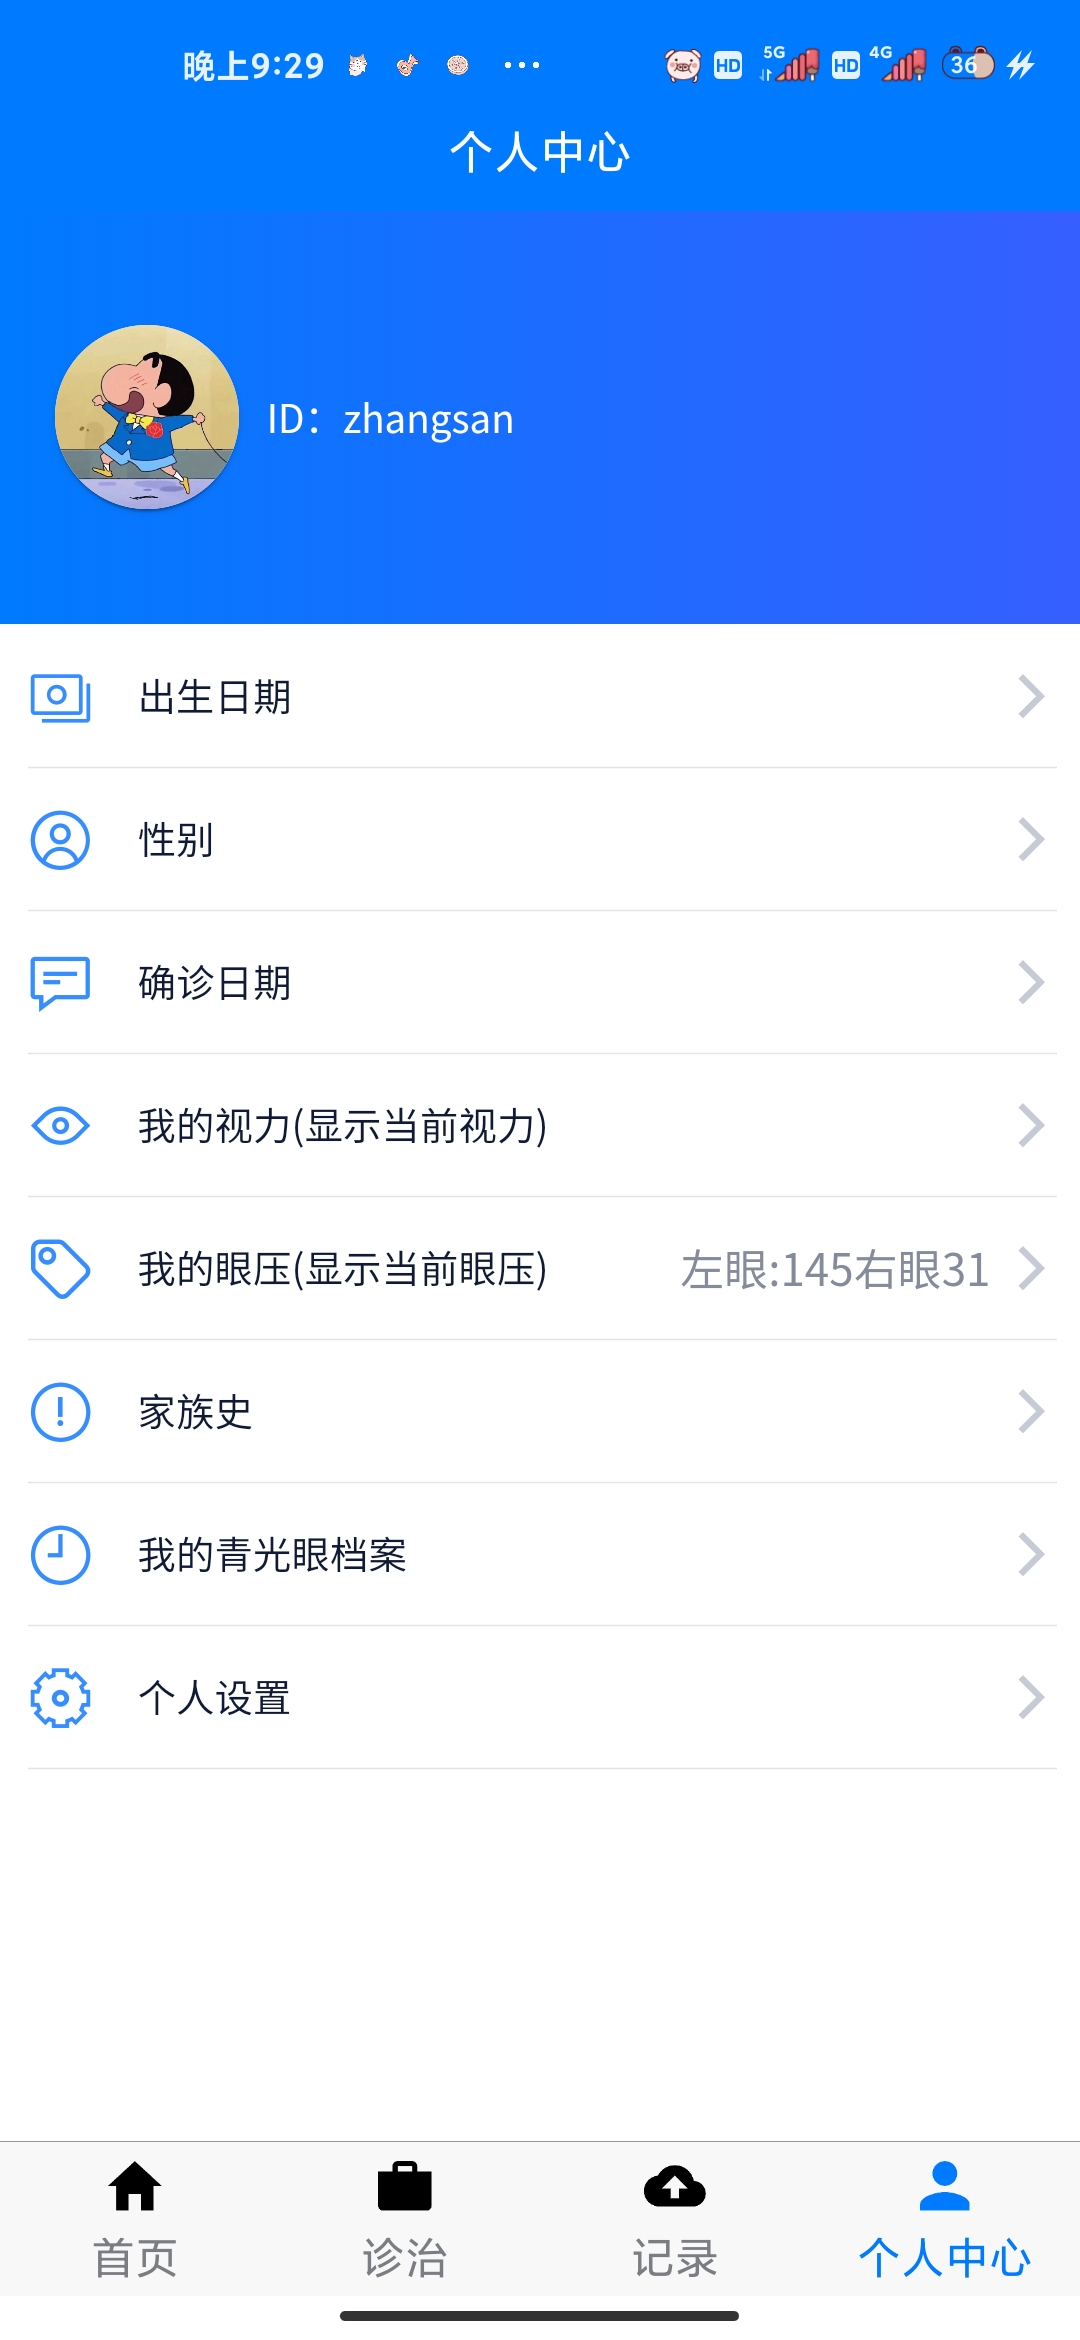 晚上9:29 ... HD 5G HD 4G 36
个人中心
ID：zhangsan
出生日期
性别
确诊日期
我的视力(显示当前视力)
我的眼压(显示当前眼压) 左眼:145右眼31
家族史
我的青光眼档案
个人设置
首页 诊治 记录 个人中心